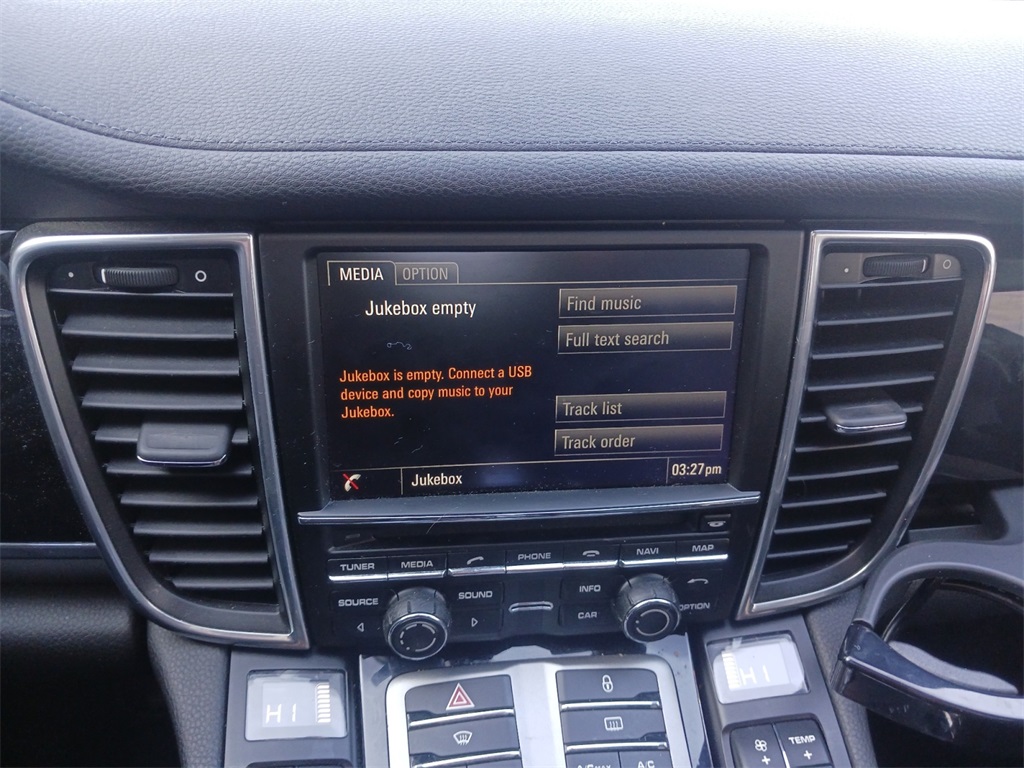 MEDIA OPTION
Jukebox empty
Find music
Full text search
Jukebox is empty. Connect a USB
device and copy music to your
Jukebox.
Track list
Track order
Jukebox 03:27pm
TUNER MEDIA PHONE NAVI MAP
SOURCE SOUND INFO
CAR OPTION
HI HI
TEMP
+ +
A/C MAX A/C